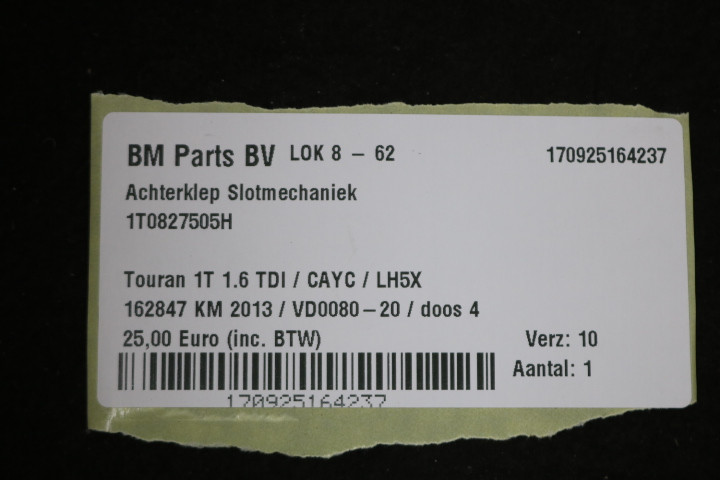 BM Parts BV LOK 8 - 62 170925164237
Achterklep Slotmechaniek
1T0827505H
Touran 1T 1.6 TDI / CAYC / LH5X
162847 KM 2013 / VD0080-20 / doos 4
25,00 Euro (inc. BTW) Verz: 10
Aantal: 1
170925164237